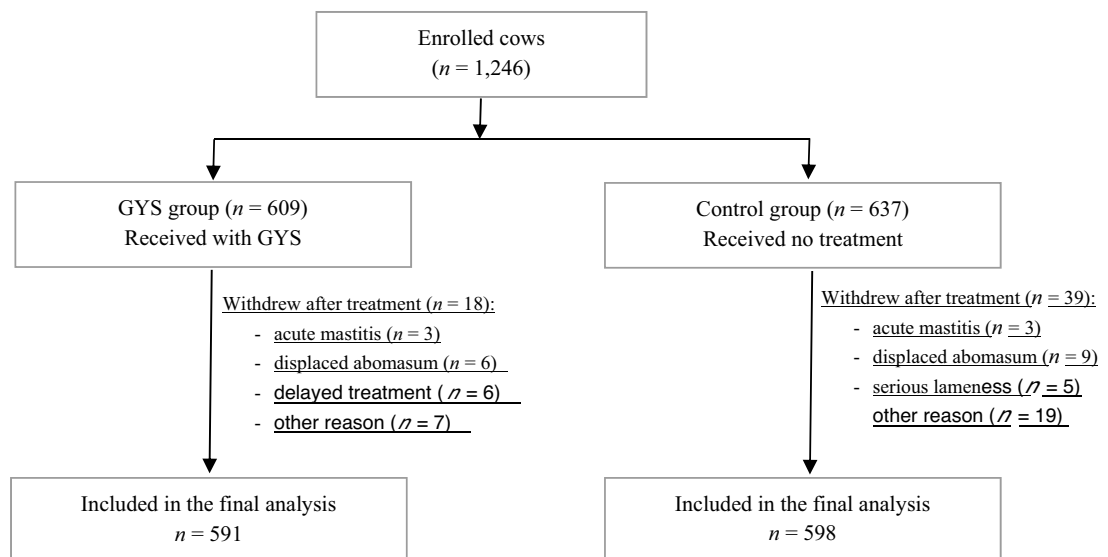 Enrolled cows
(n = 1,246)
GYS group (n = 609)
Received with GYS
Control group (n = 637)
Received no treatment
Withdrew after treatment (n = 18):
- acute mastitis (n = 3)
- displaced abomasum (n = 6)
- delayed treatment (n = 6)
- other reason (n = 7)
Withdrew after treatment (n = 39):
- acute mastitis (n = 3)
- displaced abomasum (n = 9)
- serious lameness (n = 5)
other reason (n = 19)
Included in the final analysis
n = 591
Included in the final analysis
n = 598